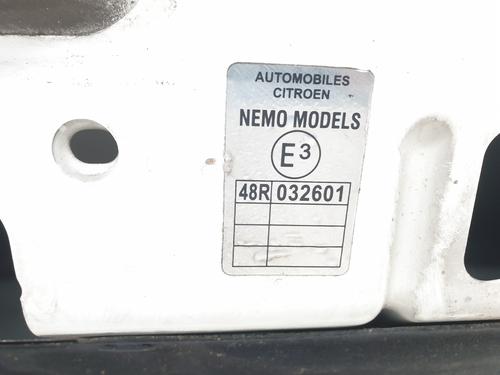 AUTOMOBILES
CITROEN
NEMO MODELS
E3
48R 032601